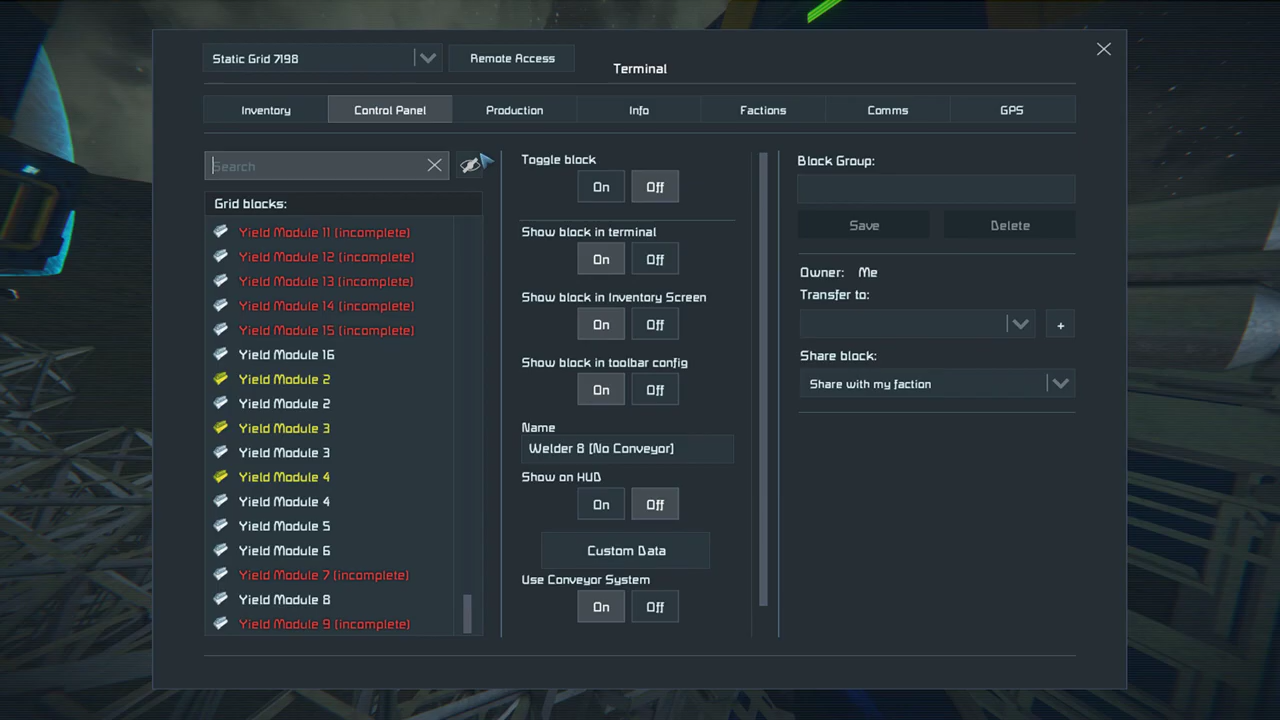 Static Grid 7198
Remote Access
Terminal
Inventory
Control Panel
Production
Info
Factions
Comms
GPS
Search
Grid blocks:
Yield Module 11 (incomplete)
Yield Module 12 (incomplete)
Yield Module 13 (incomplete)
Yield Module 14 (incomplete)
Yield Module 15 (incomplete)
Yield Module 16
Yield Module 2
Yield Module 2
Yield Module 3
Yield Module 3
Yield Module 4
Yield Module 4
Yield Module 5
Yield Module 6
Yield Module 7 (incomplete)
Yield Module 8
Yield Module 9 (incomplete)
Toggle block
On Off
Show block in terminal
On Off
Show block in Inventory Screen
On Off
Show block in toolbar config
On Off
Name
Welder 8 [No Conveyor]
Show on HUD
On Off
Custom Data
Use Conveyor System
On Off
Block Group:
Save Delete
Owner: Me
Transfer to:
+
Share block:
Share with my faction